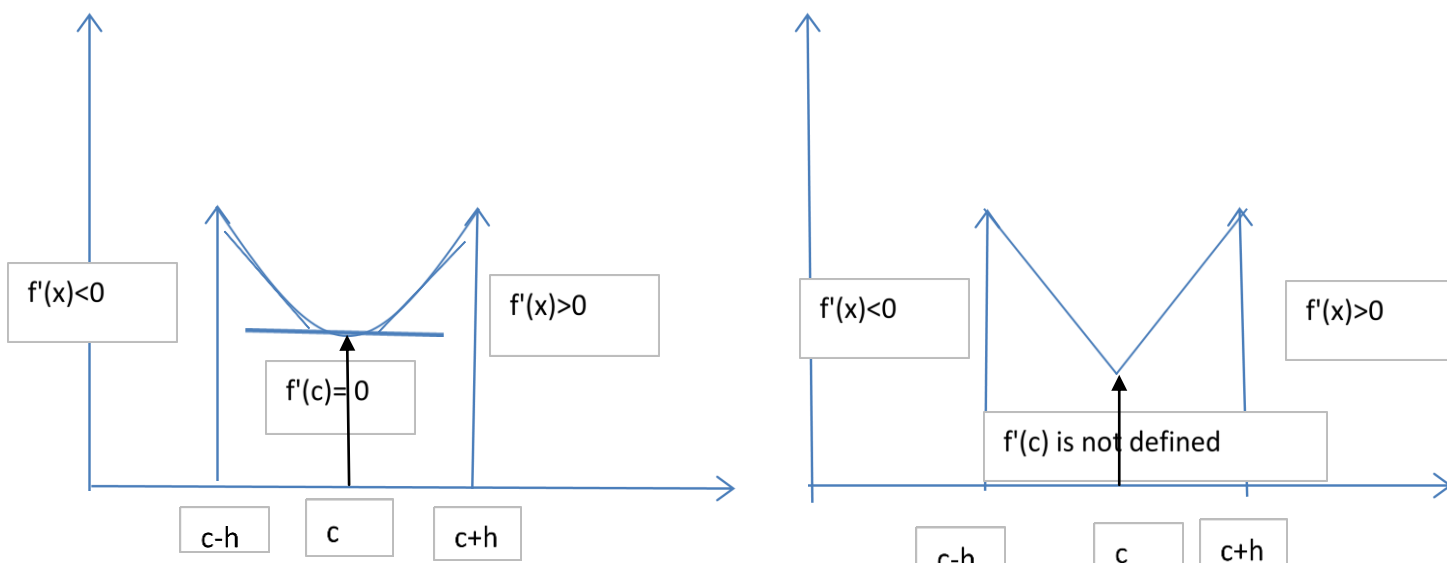 f'(x)<0
f'(x)>0
f'(c)= 0
c-h
c
c+h
f'(x)<0
f'(x)>0
f'(c) is not defined
c-h
c
c+h